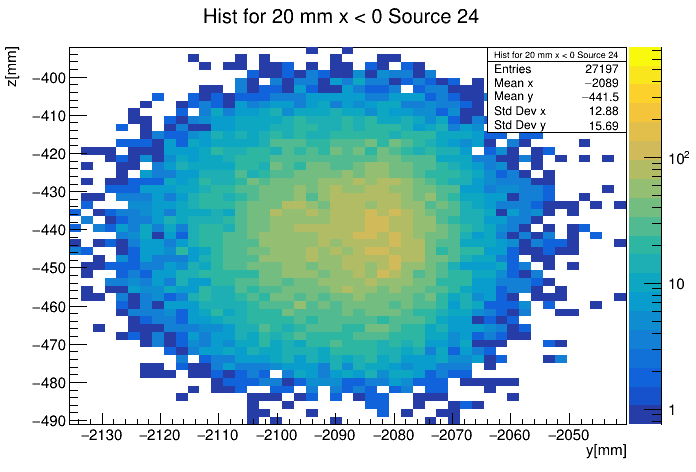 Hist for 20 mm x < 0 Source 24
z[mm]
Hist for 20 mm x < 0 Source 24
Entries 27197
Mean x −2089
Mean y −441.5
Std Dev x 12.88
Std Dev y 15.69
−400
−410
−420
−430
−440
−450
−460
−470
−480
−490
10²
10
1
−2130 −2120 −2110 −2100 −2090 −2080 −2070 −2060 −2050
y[mm]